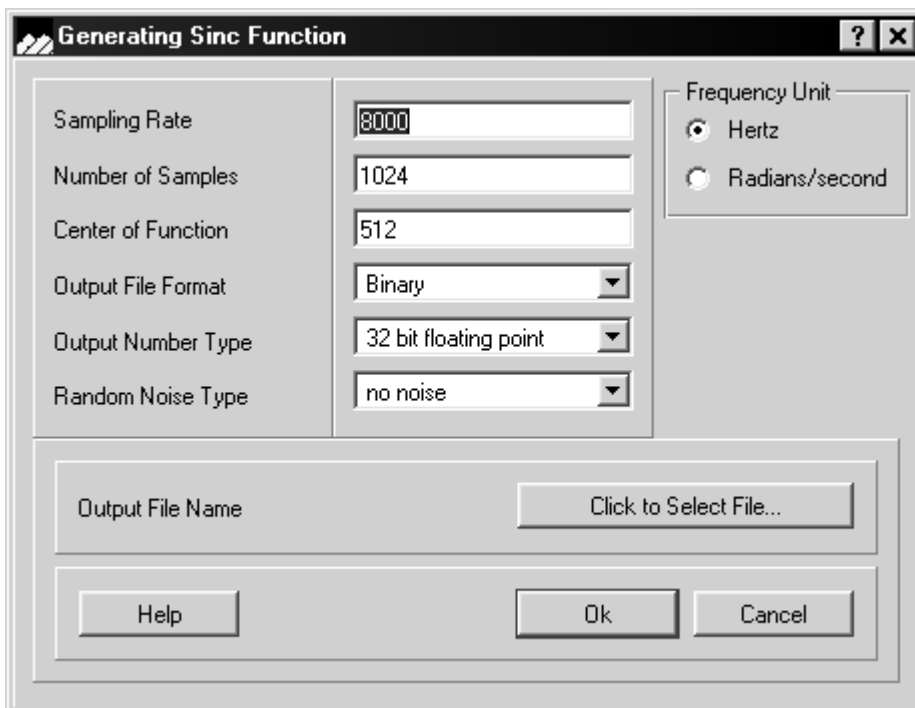 Generating Sinc Function
Sampling Rate
8000
Number of Samples
1024
Center of Function
512
Output File Format
Binary
Output Number Type
32 bit floating point
Random Noise Type
no noise
Frequency Unit
Hertz
Radians/second
Output File Name
Click to Select File...
Help
Ok
Cancel